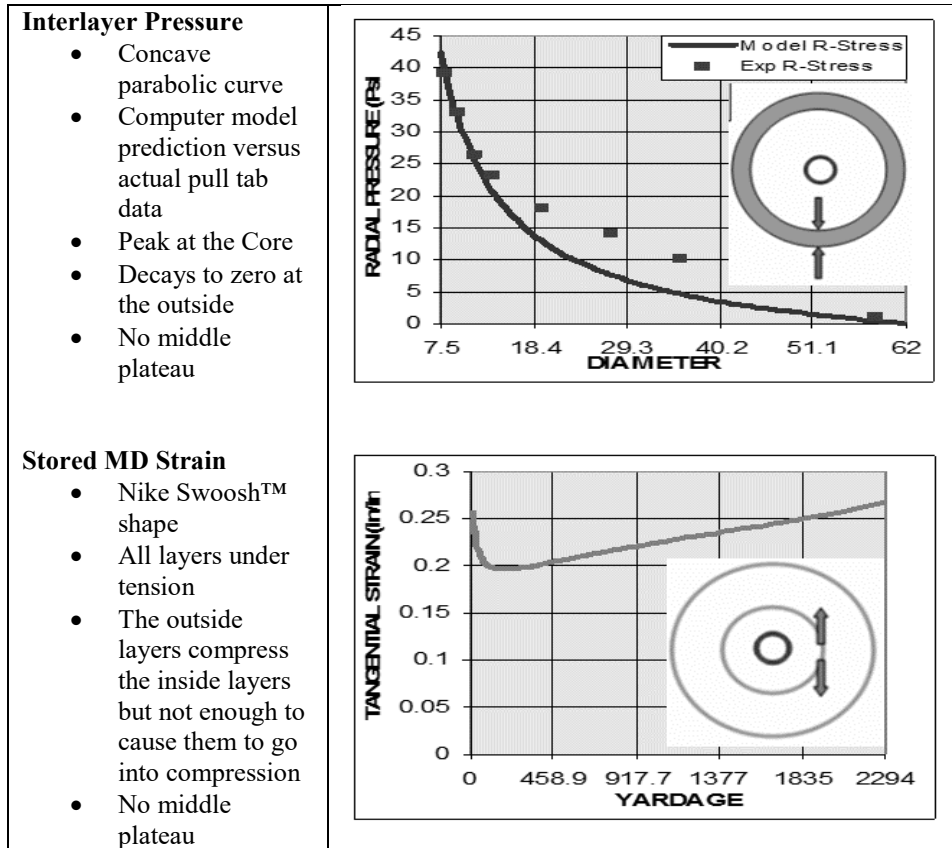 Interlayer Pressure
• Concave
parabolic curve
• Computer model
prediction versus
actual pull tab
data
• Peak at the Core
• Decays to zero at
the outside
• No middle
plateau
RADIAL PRESSURE (Psi
45
40
35
30
25
20
15
10
5
0
Model R-Stress
Exp R-Stress
7.5 18.4 29.3 40.2 51.1 62
DIAMETER
Stored MD Strain
• Nike Swoosh™
shape
• All layers under
tension
• The outside
layers compress
the inside layers
but not enough to
cause them to go
into compression
• No middle
plateau
TANGENTIAL STRAIN (In/In
0.3
0.25
0.2
0.15
0.1
0.05
0
0 458.9 917.7 1377 1835 2294
YARDAGE